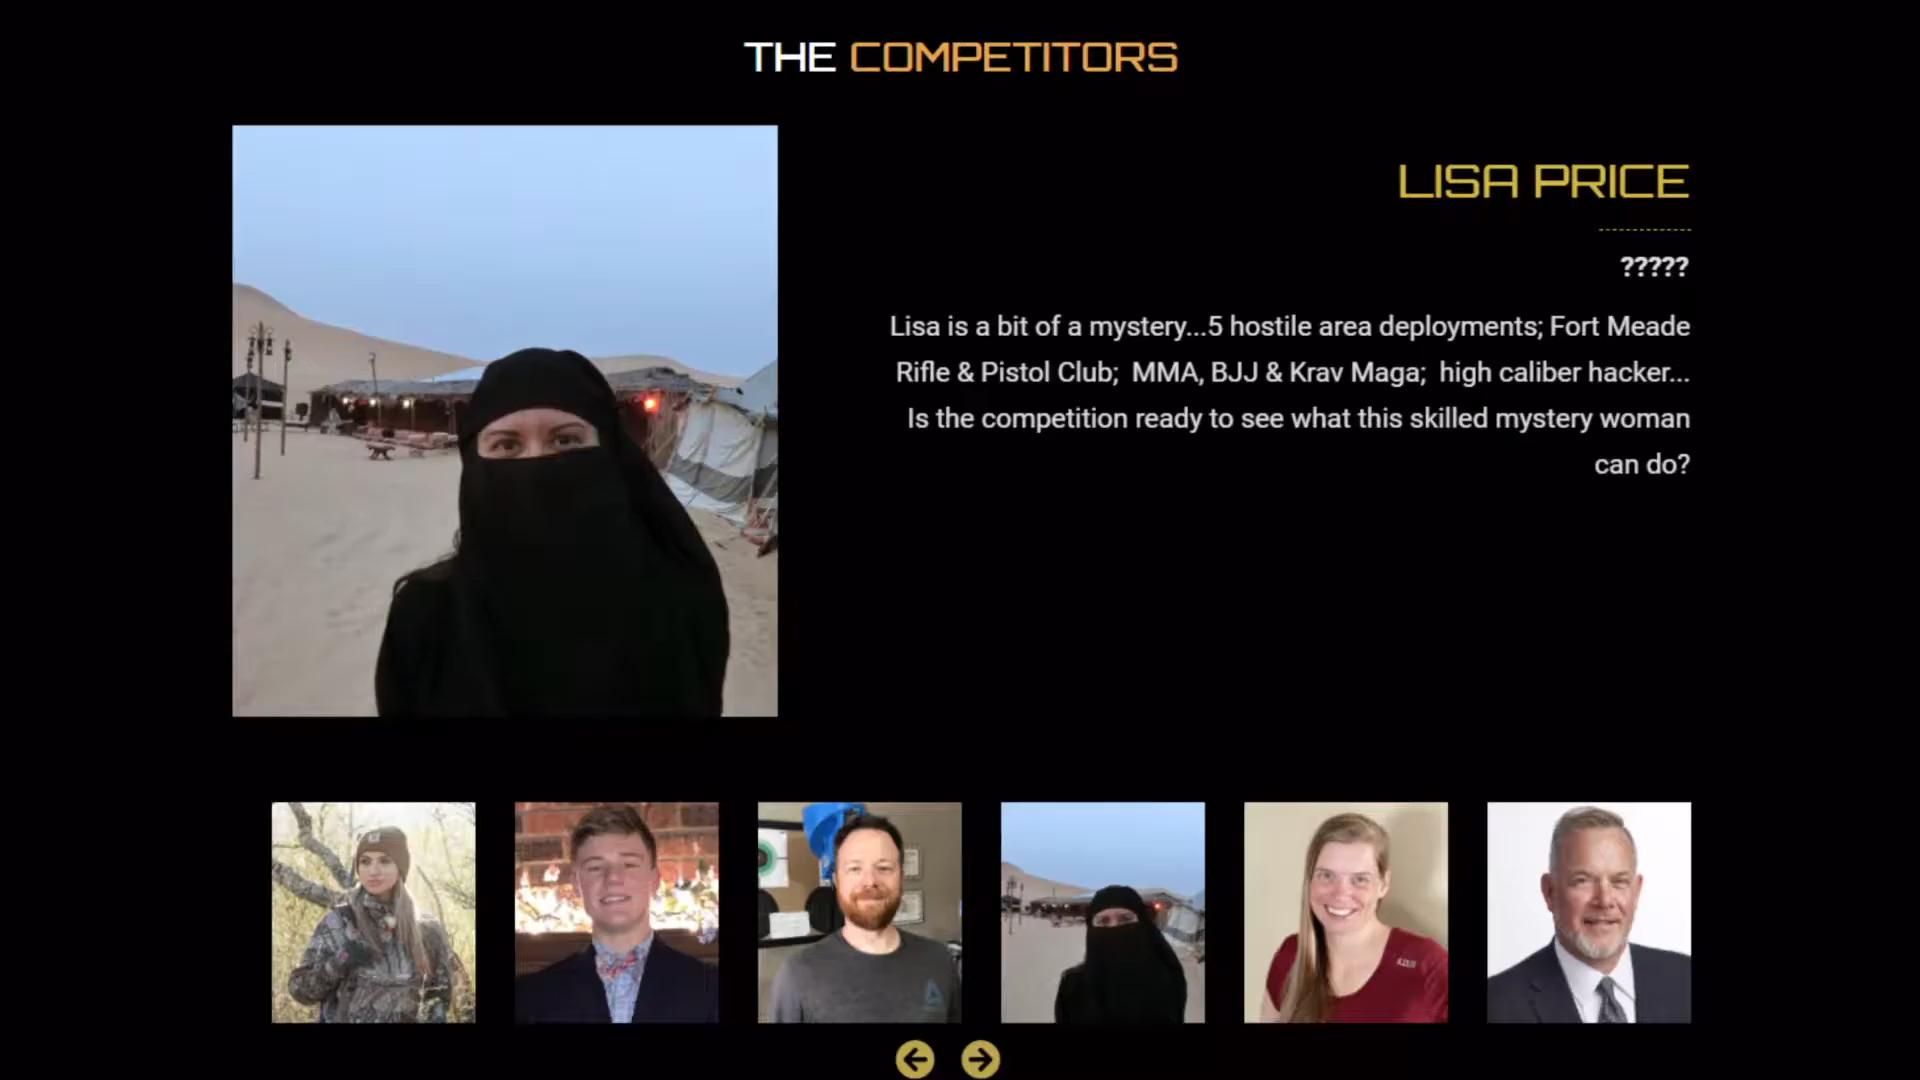 THE COMPETITORS
LISA PRICE
?????
Lisa is a bit of a mystery...5 hostile area deployments; Fort Meade
Rifle & Pistol Club;  MMA, BJJ & Krav Maga;  high caliber hacker...
Is the competition ready to see what this skilled mystery woman
can do?